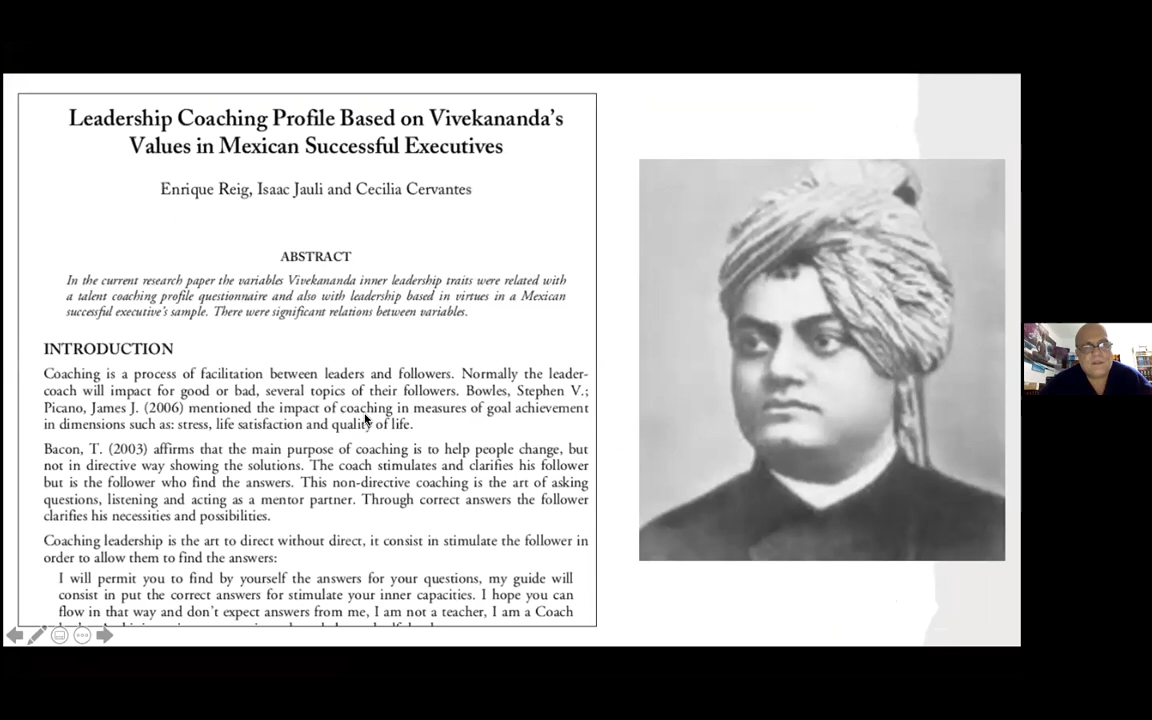 Leadership Coaching Profile Based on Vivekananda's
Values in Mexican Successful Executives
Enrique Reig, Isaac Jauli and Cecilia Cervantes
ABSTRACT
In the current research paper the variables Vivekananda inner leadership traits were related with
a talent coaching profile questionnaire and also with leadership based in virtues in a Mexican
successful executive's sample. There were significant relations between variables.
INTRODUCTION
Coaching is a process of facilitation between leaders and followers. Normally the leader-
coach will impact for good or bad, several topics of their followers. Bowles, Stephen V.;
Picano, James J. (2006) mentioned the impact of coaching in measures of goal achievement
in dimensions such as: stress, life satisfaction and quality of life.
Bacon, T. (2003) affirms that the main purpose of coaching is to help people change, but
not in directive way showing the solutions. The coach stimulates and clarifies his follower
but is the follower who find the answers. This non-directive coaching is the art of asking
questions, listening and acting as a mentor partner. Through correct answers the follower
clarifies his necessities and possibilities.
Coaching leadership is the art to direct without direct, it consist in stimulate the follower in
order to allow them to find the answers:
I will permit you to find by yourself the answers for your questions, my guide will
consist in put the correct answers for stimulate your inner capacities. I hope you can
flow in that way and don't expect answers from me, I am not a teacher, I am a Coach